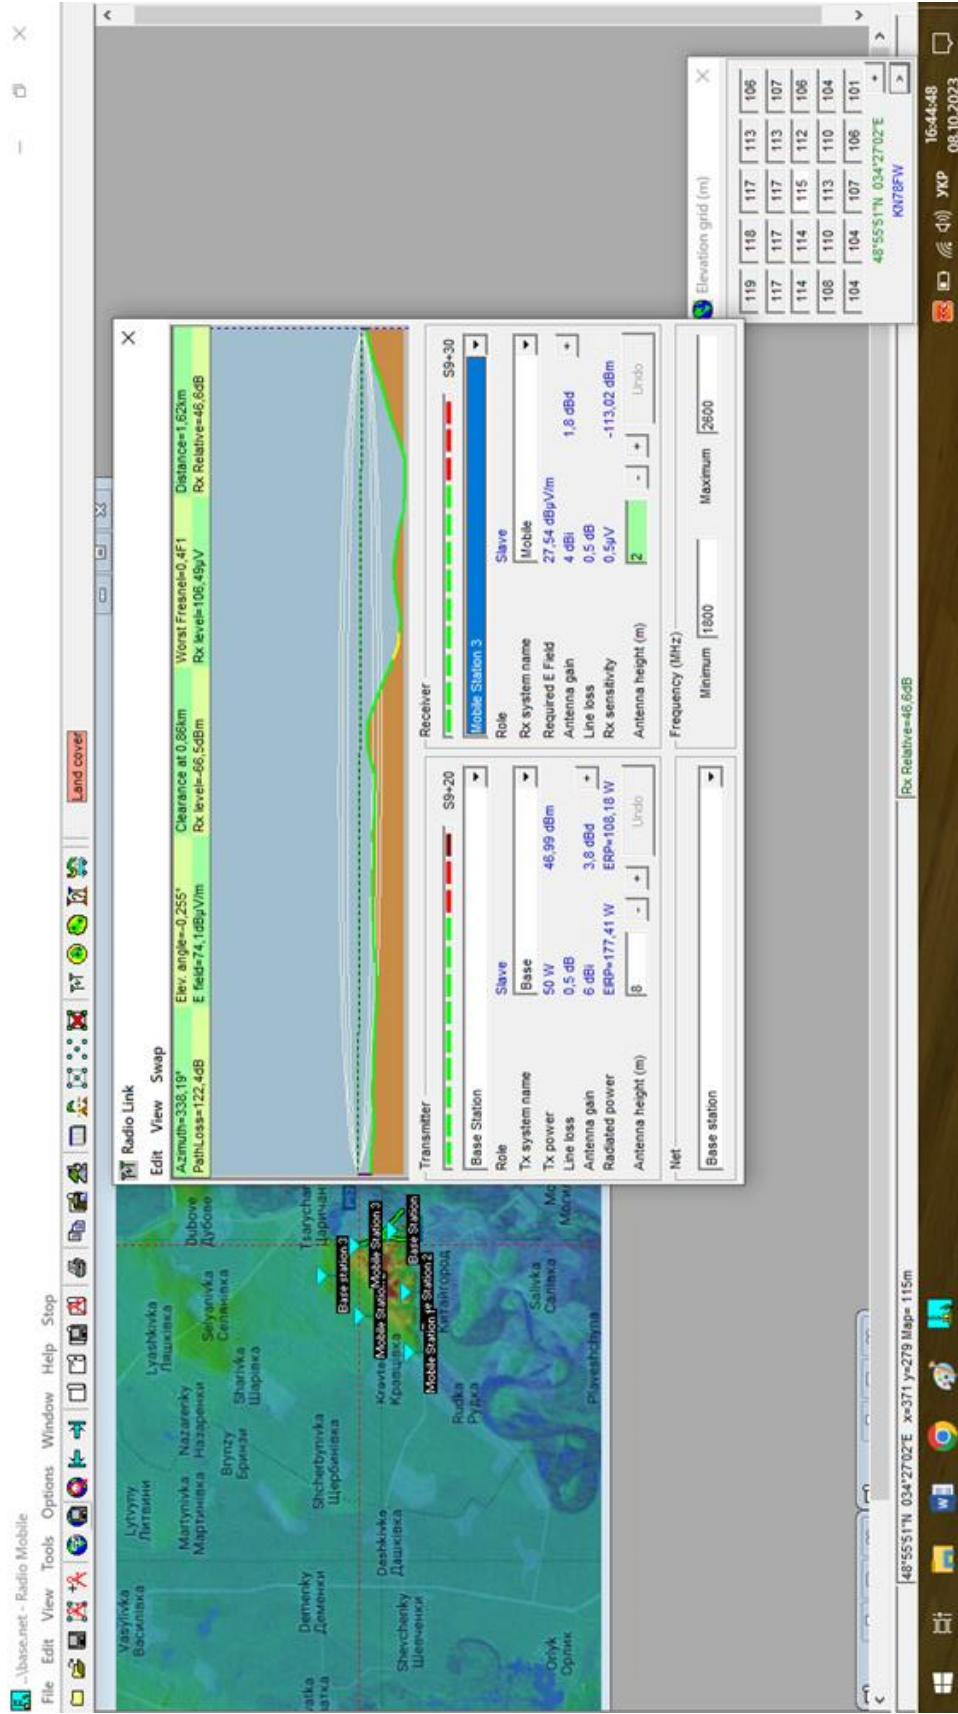 ...\base.net - Radio Mobile
File Edit View Tools Options Window Help Stop
Land cover
Vasylivka
Василівка
Lytvyny
Литвини
Lyashkivka
Ляшківка
Dubove
Дубове
Martynivka
Мартинівка
Nazarenky
Назаренки
Selyanivka
Селянівка
Brynzy
Бринзи
Sharivka
Шарівка
Demenky
Деменки
Shcherbynivka
Щербинівка
Tsarychan
Царичан
Base station 3
Mobile Station 3
Deshkivka
Дашківка
Кравцівка
Base Station
Shevchenky
Шевченки
Mobile Station 1
Китайгород
Rudka
Рудка
Orlyk
Орлик
Salivka
Салівка
Plaveshchyna
Могил
Radio Link
Edit View Swap
Azimuth=338,19° Elev. angle=-0,255° Clearance at 0,86km Worst Fresnel=0,4F1 Distance=1,62km
PathLoss=122,4dB E field=74,1dBµV/m Rx level=-66,5dBm Rx level=106,49µV Rx Relative=46,6dB
Transmitter
S9+20
Base Station
Role Slave
Tx system name Base
Tx power 50 W 46,99 dBm
Line loss 0,5 dB
Antenna gain 6 dBi 3,8 dBd +
Radiated power EIRP=177,41 W ERP=108,18 W
Antenna height (m) 8 - + Undo
Net
Base station
Receiver
S9+30
Mobile Station 3
Role Slave
Rx system name Mobile
Required E Field 27,54 dBµV/m
Antenna gain 4 dBi 1,8 dBd +
Line loss 0,5 dB
Rx sensitivity 0,5µV -113,02 dBm
Antenna height (m) 2 - + Undo
Frequency (MHz)
Minimum 1800 Maximum 2600
Elevation grid (m)
119 118 117 113 106
117 117 117 113 107
114 114 115 112 106
108 110 113 110 104
104 104 107 106 101
48°55'51"N 034°27'02"E +
KN78FW >
48°55'51"N 034°27'02"E x=371 y=279 Map= 115m
Rx Relative=46,6dB
УКР
16:44:48
08.10.2023